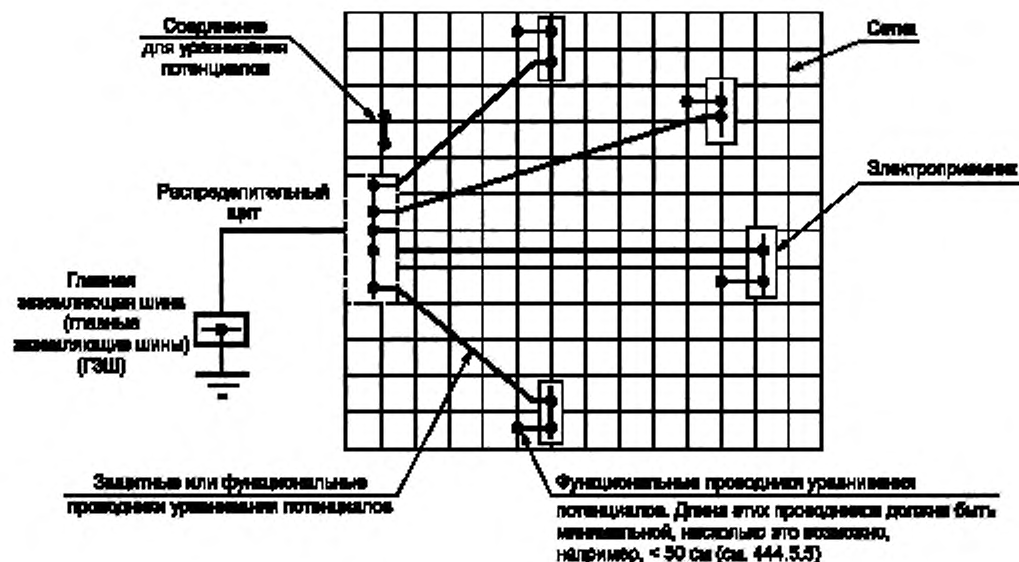 Соединение
для уравнивания
потенциалов
Сетка
Электроприемник
Распределительный
щит
Главная
заземляющая шина
(главные
заземляющие шины)
(ГЗШ)
Защитные или функциональные
проводники уравнивания потенциалов
Функциональные проводники уравнивания
потенциалов. Длина этих проводников должна быть
минимальной, насколько это возможно,
например, < 50 см (см. 444.5.5)